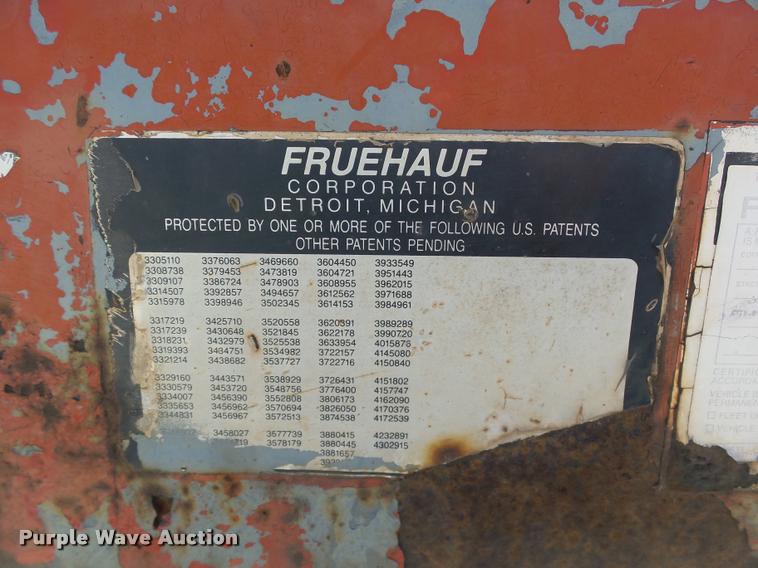 FRUEHAUF
CORPORATION
DETROIT, MICHIGAN
PROTECTED BY ONE OR MORE OF THE FOLLOWING U.S. PATENTS
OTHER PATENTS PENDING
3305110 3376063 3469660 3604450 3933549
3308738 3379453 3473819 3604721 3951443
3309107 3386724 3478903 3608955 3962015
3314507 3392857 3494657 3612562 3971688
3315978 3398946 3502345 3614153 3984961
3317219 3425710 3520558 3620391 3989289
3317239 3430648 3521845 3622178 3990720
3318231 3432979 3525538 3633954 4015876
3319393 3434751 3534982 3722157 4145080
3321214 3438682 3537727 3722716 4150840
3329160 3443571 3538929 3726431 4151802
3330579 3453720 3548756 3776400 4157747
3334007 3456390 3552808 3806173 4162090
3335653 3456962 3570694 3826050 4170376
3344831 3456967 3572513 3874538 4172539
3458027 3577739 3880415 4232891
3578179 3880445 4302915
3881657
Purple Wave Auction